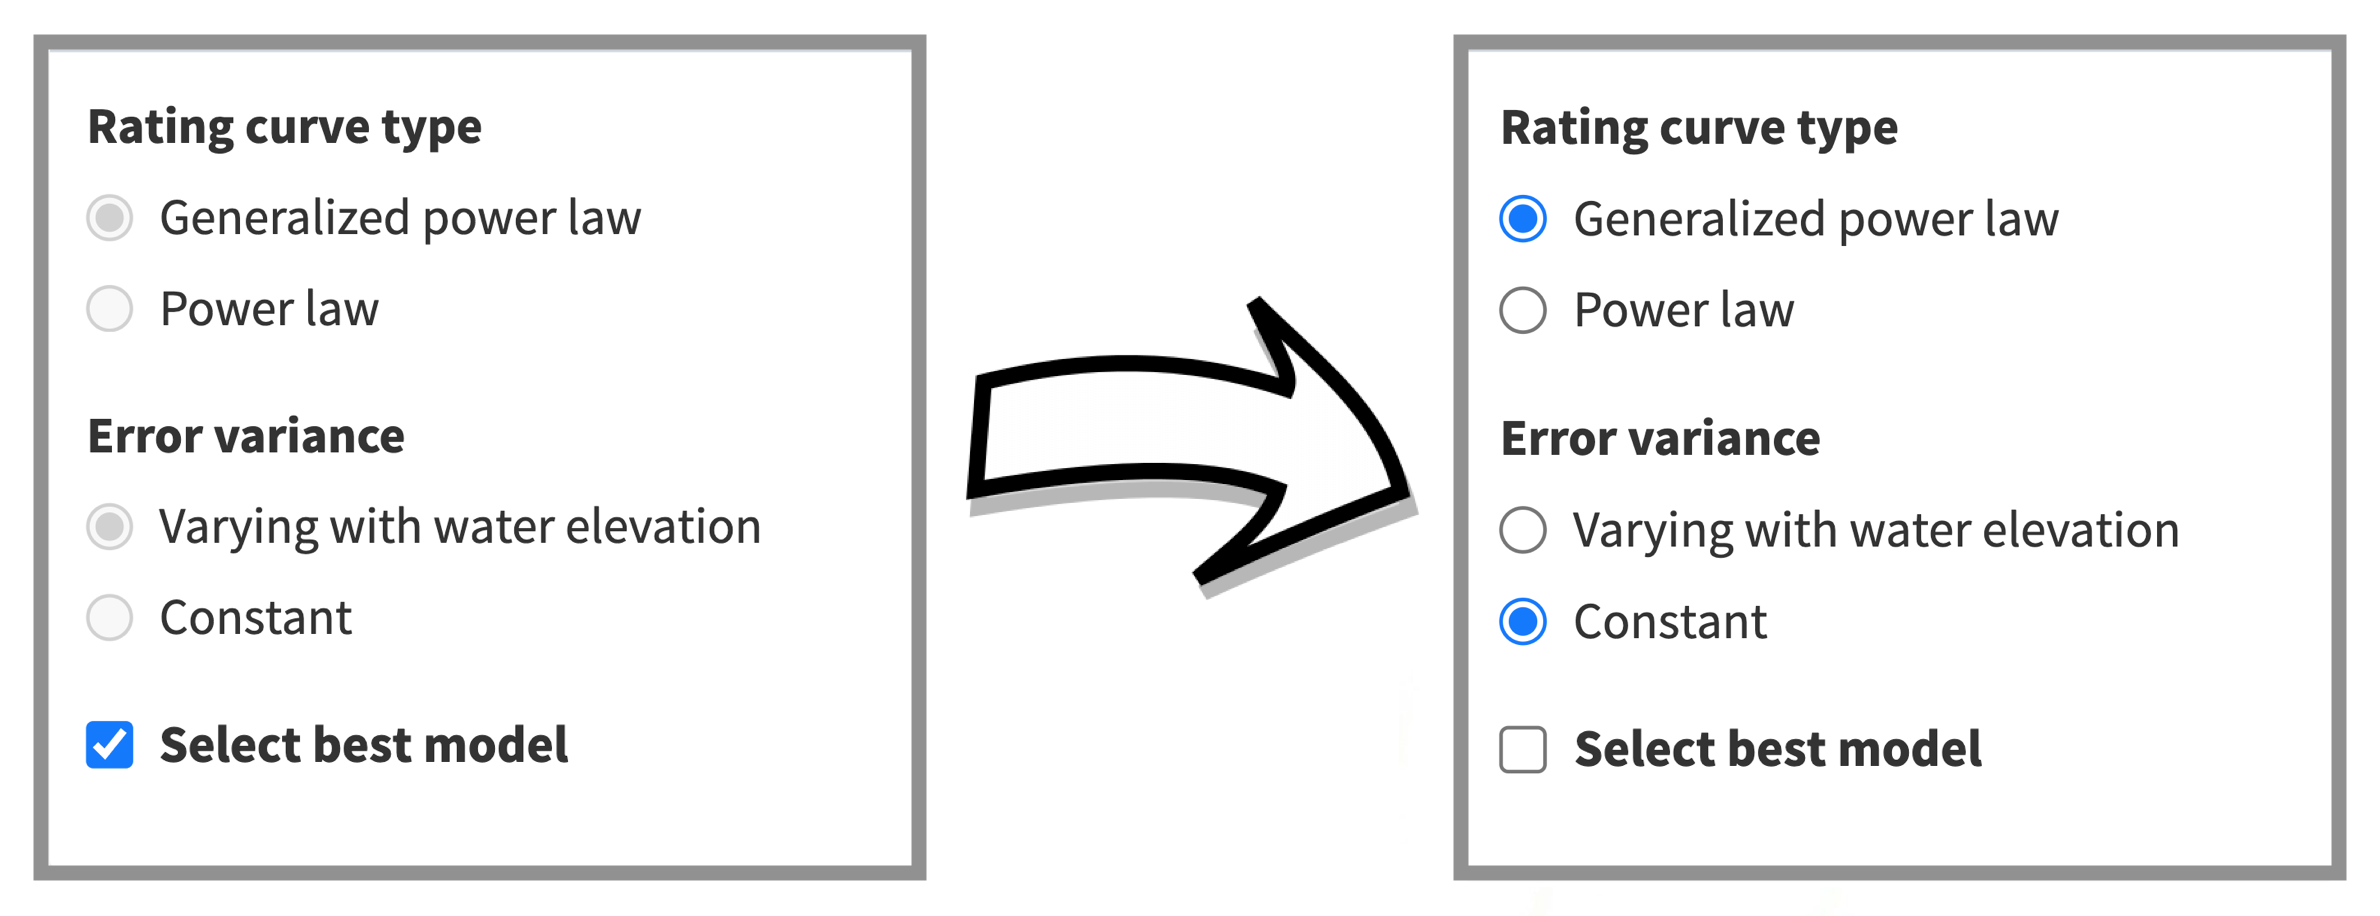 Rating curve type
Generalized power law
Power law
Error variance
Varying with water elevation
Constant
Select best model
Rating curve type
Generalized power law
Power law
Error variance
Varying with water elevation
Constant
Select best model